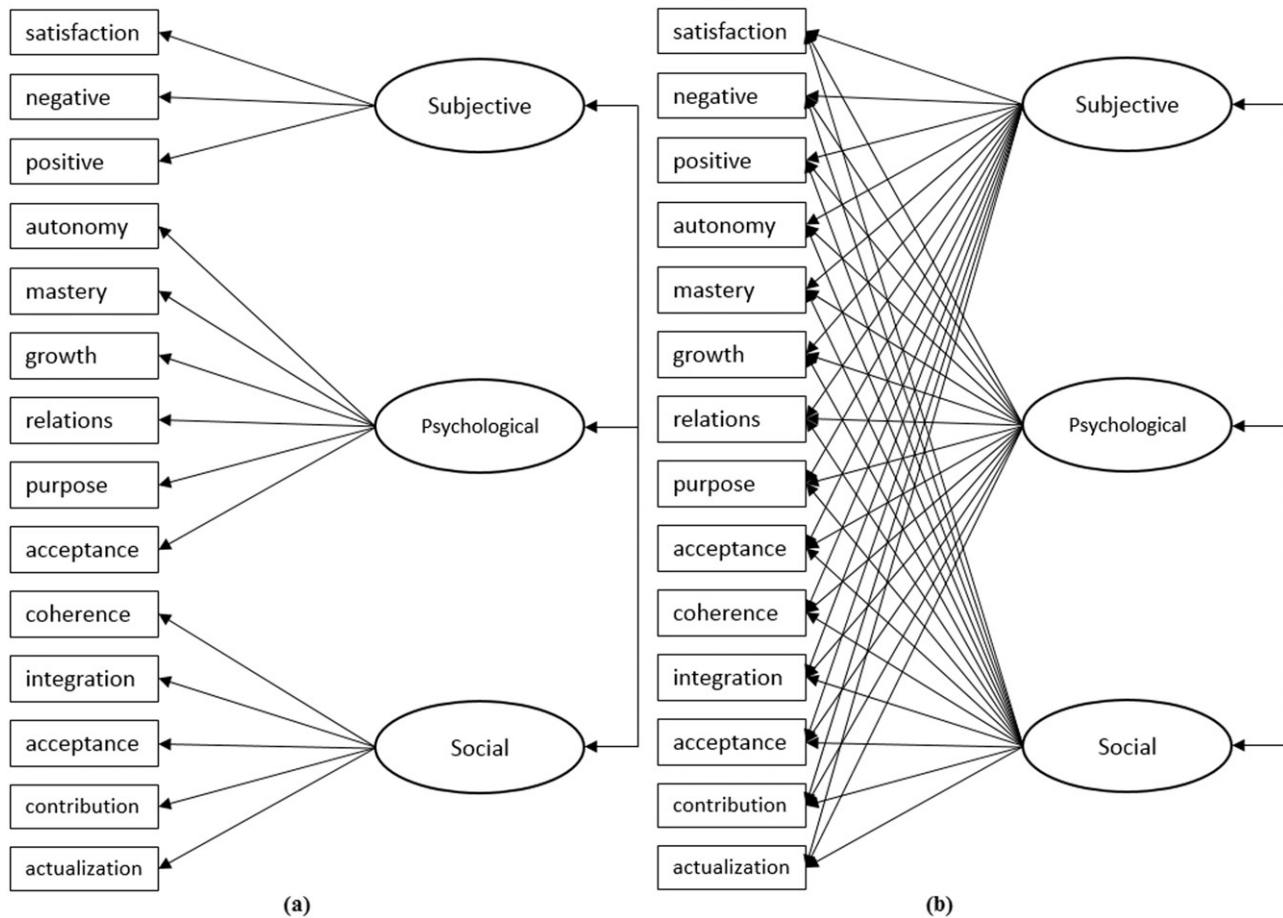 satisfaction
negative
positive
autonomy
mastery
growth
relations
purpose
acceptance
coherence
integration
acceptance
contribution
actualization
Subjective
Psychological
Social
(a)
satisfaction
negative
positive
autonomy
mastery
growth
relations
purpose
acceptance
coherence
integration
acceptance
contribution
actualization
Subjective
Psychological
Social
(b)